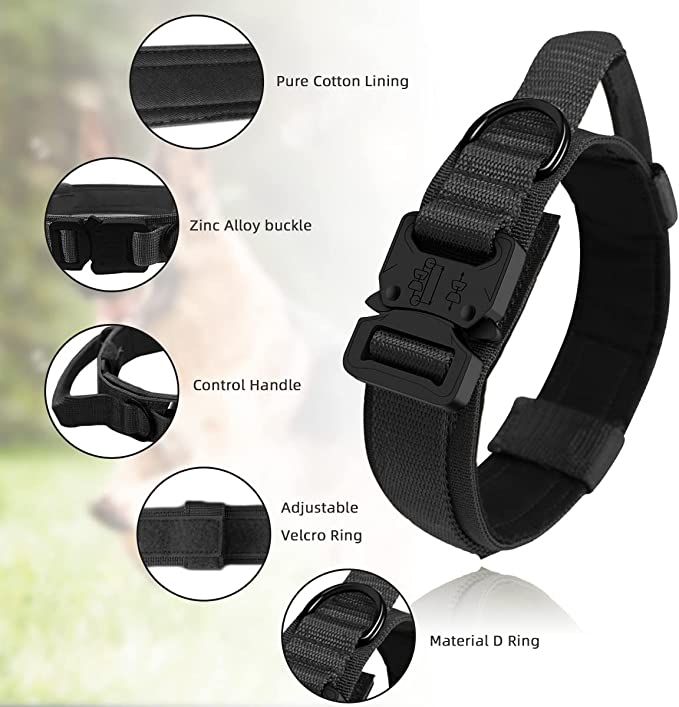 Pure Cotton Lining
Zinc Alloy buckle
Control Handle
Adjustable
Velcro Ring
Material D Ring